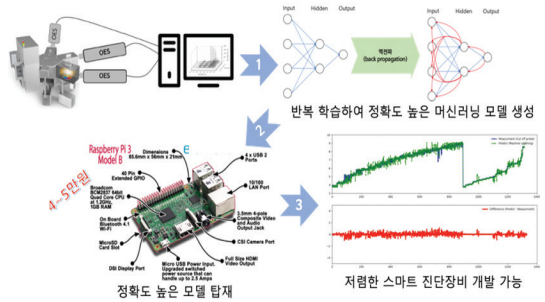 OES
OES
OES
1
Input Hidden Output
역전파
(back propagation)
Input Hidden Output
반복 학습하여 정확도 높은 머신러닝 모델 생성
2
Raspberry Pi 3
Model B
e
Dimensions
85.6mm x 56mm x 21mm
4 x USB 2
Ports
40 Pin
Extended GPIO
10/100
LAN Port
4~5만원
Broadcom
BCM2837 64bit
Quad Core CPU
at 1.2GHz,
1GB RAM
3.5mm 4-pole
Composite Video
and Audio
Output Jack
On Board
Bluetooth 4.1
Wi-Fi
MicroSD
Card Slot
CSI Camera Port
DSI Display Port
Full Size HDMI
Video Output
Micro USB Power Input.
Upgraded switched
power source that can
handle up to 2.5 Amps
정확도 높은 모델 탑재
3
저렴한 스마트 진단장비 개발 가능